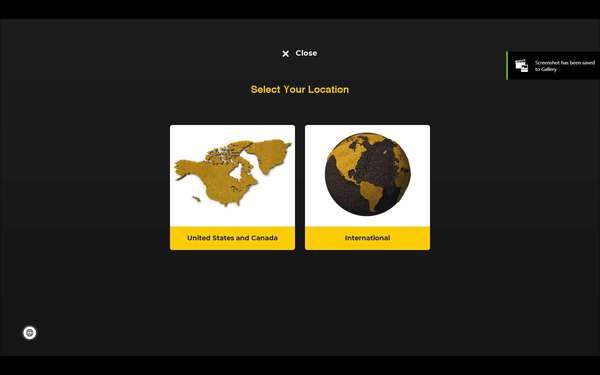 Close
Screenshot has been saved
to Gallery
Select Your Location
United States and Canada
International